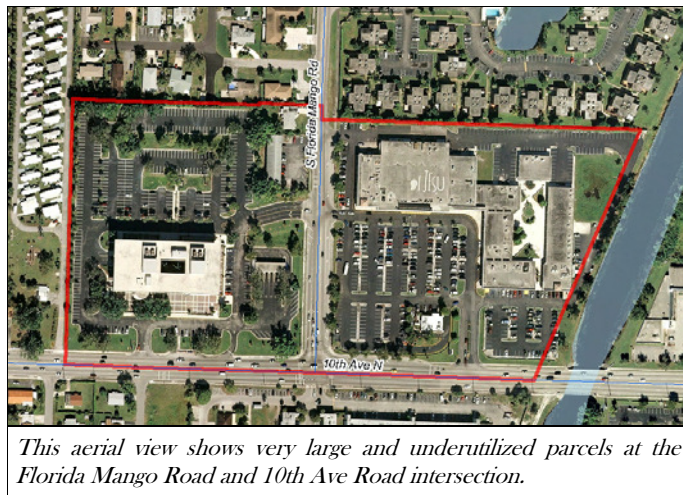 S Florida Mango Rd
10th Ave N
This aerial view shows very large and underutilized parcels at the
Florida Mango Road and 10th Ave Road intersection.